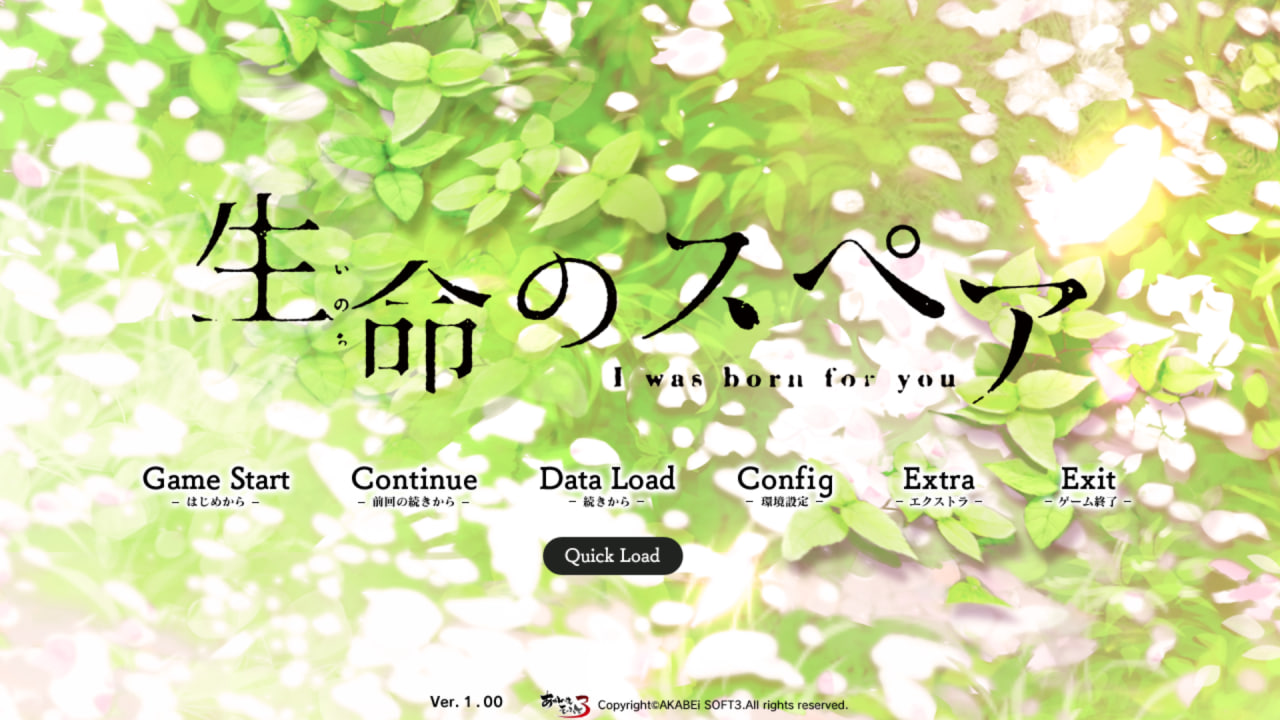 生命のスペア
いのち
I was born for you
Game Start Continue Data Load Config Extra Exit
− はじめから − − 前回の続きから − − 続きから − − 環境設定 − − エクストラ − − ゲーム終了 −
Quick Load
Ver. 1.00 あかべぇそふと3 Copyright©AKABEi SOFT3.All rights reserved.